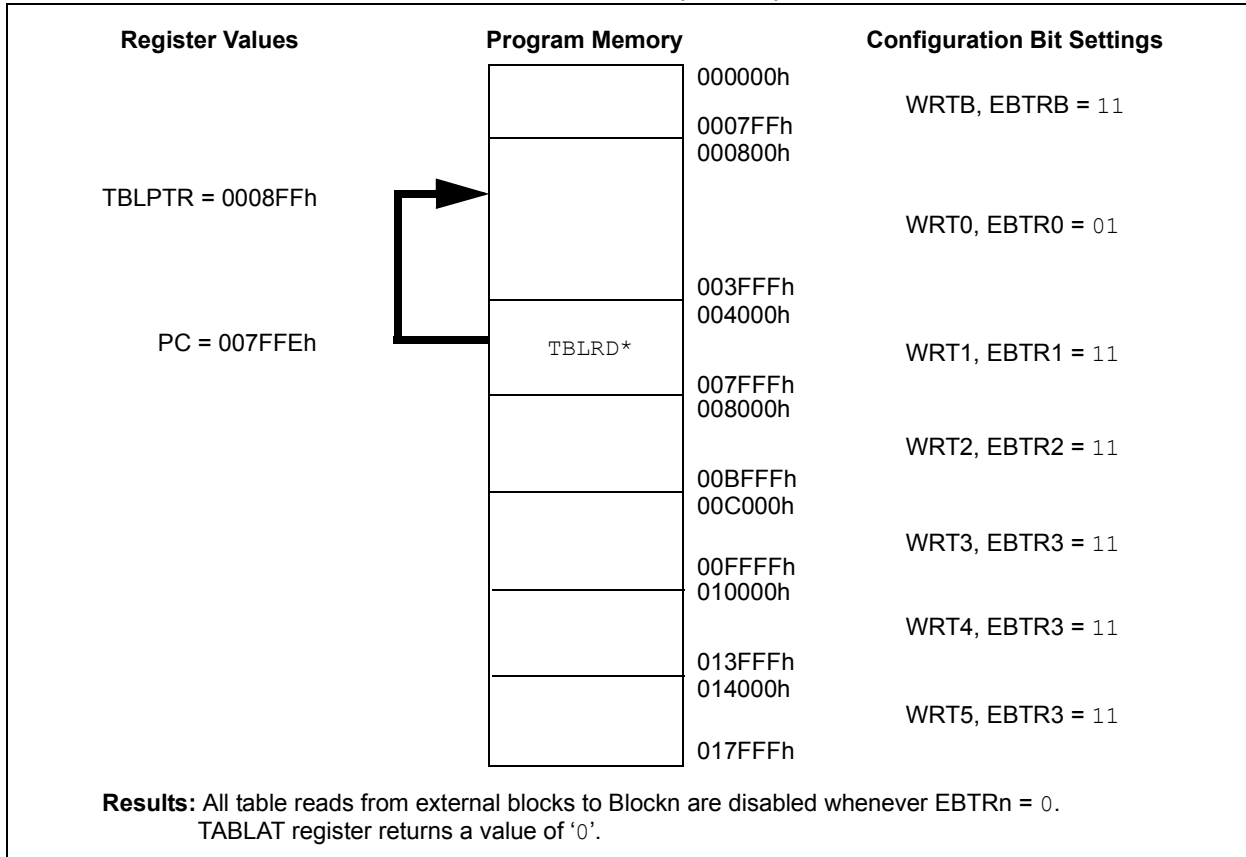 Register Values Program Memory Configuration Bit Settings
000000h
WRTB, EBTRB = 11
0007FFh
000800h
TBLPTR = 0008FFh
WRT0, EBTR0 = 01
003FFFh
004000h
PC = 007FFEh TBLRD* WRT1, EBTR1 = 11
007FFFh
008000h
WRT2, EBTR2 = 11
00BFFFh
00C000h
WRT3, EBTR3 = 11
00FFFFh
010000h
WRT4, EBTR3 = 11
013FFFh
014000h
WRT5, EBTR3 = 11
017FFFh
Results: All table reads from external blocks to Blockn are disabled whenever EBTRn = 0.
TABLAT register returns a value of ‘0’.